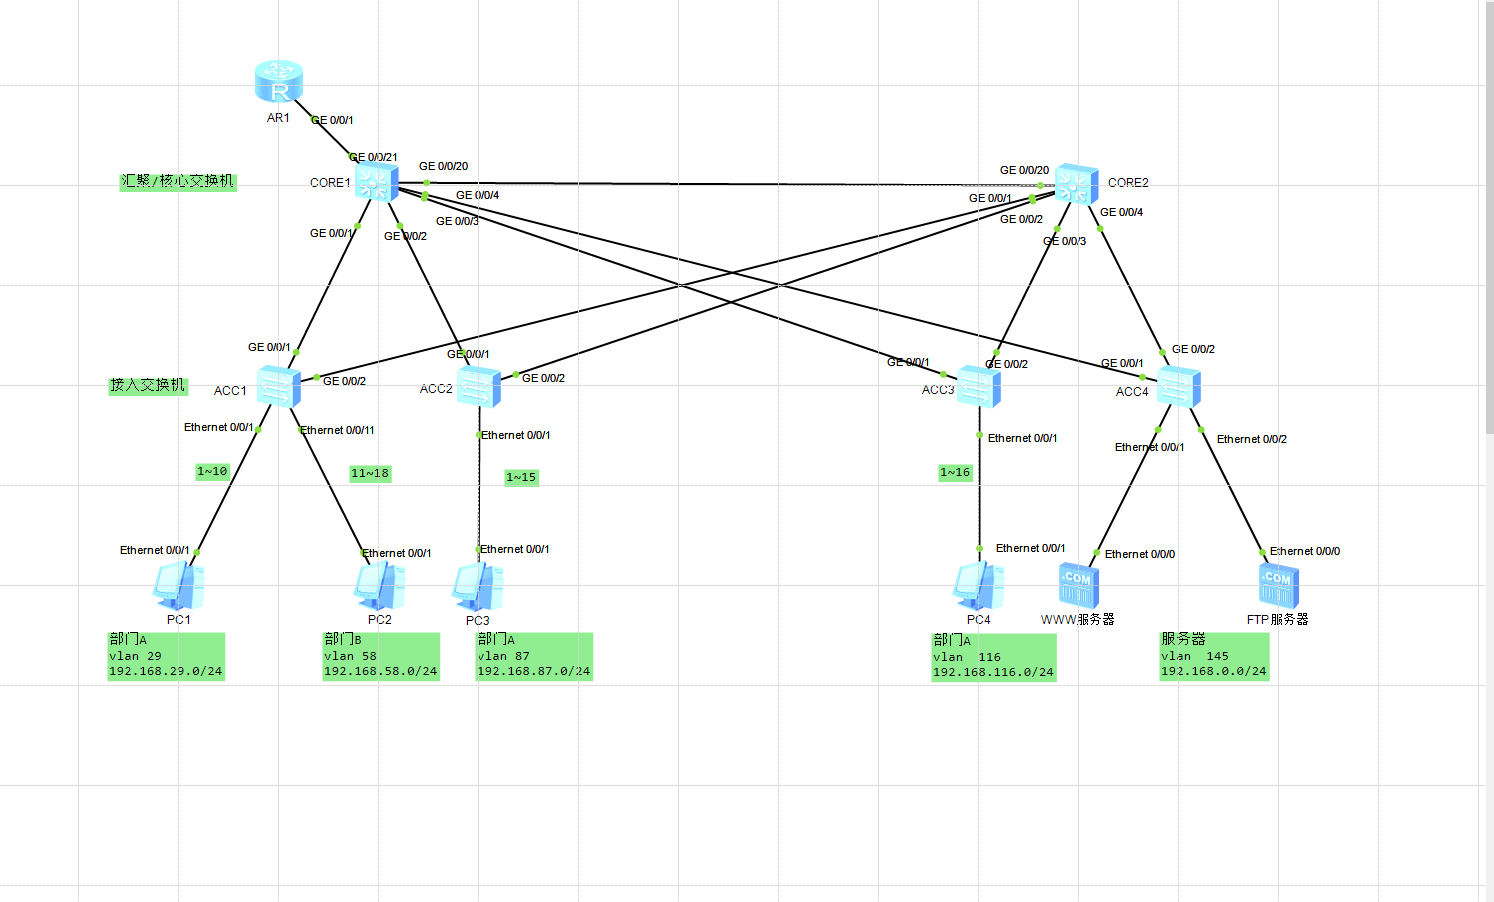 R
AR1
GE 0/0/1
GE 0/0/21
汇聚/核心交换机
CORE1
GE 0/0/20
GE 0/0/4
GE 0/0/3
GE 0/0/1
GE 0/0/2
GE 0/0/20
CORE2
GE 0/0/1
GE 0/0/2
GE 0/0/4
GE 0/0/3
接入交换机
GE 0/0/1
ACC1
GE 0/0/2
GE 0/0/1
ACC2
GE 0/0/2
GE 0/0/1
ACC3
GE 0/0/2
GE 0/0/1
ACC4
GE 0/0/2
Ethernet 0/0/1
Ethernet 0/0/11
Ethernet 0/0/1
Ethernet 0/0/1
Ethernet 0/0/1
Ethernet 0/0/2
1~10
11~18
1~15
1~16
Ethernet 0/0/1
Ethernet 0/0/1
Ethernet 0/0/1
Ethernet 0/0/1
Ethernet 0/0/0
Ethernet 0/0/0
.COM
.COM
PC1
PC2
PC3
PC4
WWW服务器
FTP服务器
部门A
vlan 29
192.168.29.0/24
部门B
vlan 58
192.168.58.0/24
部门A
vlan 87
192.168.87.0/24
部门A
vlan 116
192.168.116.0/24
服务器
vlan 145
192.168.0.0/24